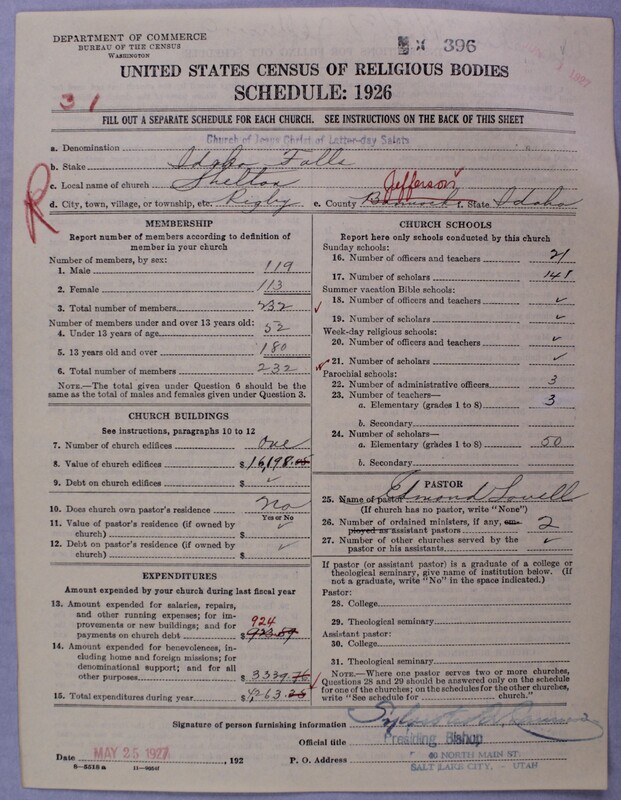 DEPARTMENT OF COMMERCE
BUREAU OF THE CENSUS
WASHINGTON
396
UNITED STATES CENSUS OF RELIGIOUS BODIES
SCHEDULE: 1926
31
FILL OUT A SEPARATE SCHEDULE FOR EACH CHURCH. SEE INSTRUCTIONS ON THE BACK OF THIS SHEET
R
a. Denomination Church of Jesus Christ of Latter-day Saints
b. Stake Idaho Falls
c. Local name of church Shelton
d. City, town, village, or township, etc. Rigby e. County Bannock Jefferson f. State Idaho
MEMBERSHIP
Report number of members according to definition of
member in your church
Number of members, by sex:
1. Male 119
2. Female 113
3. Total number of members 232
Number of members under and over 13 years old:
4. Under 13 years of age 52
5. 13 years old and over 180
6. Total number of members 232
NOTE.—The total given under Question 6 should be the
same as the total of males and females given under Question 3.
CHURCH BUILDINGS
See instructions, paragraphs 10 to 12
7. Number of church edifices One
8. Value of church edifices $16,198.
9. Debt on church edifices $ ✓
10. Does church own pastor's residence? No
Yes or No
11. Value of pastor's residence (if owned by
church) $ ✓
12. Debt on pastor's residence (if owned by
church) $ ✓
EXPENDITURES
Amount expended by your church during last fiscal year
13. Amount expended for salaries, repairs,
and other running expenses; for im-
provements or new buildings; and for
payments on church debt $ 924
14. Amount expended for benevolences, in-
cluding home and foreign missions; for
denominational support; and for all
other purposes $ 3339.76
15. Total expenditures during year $ 4263.
CHURCH SCHOOLS
Report here only schools conducted by this church
Sunday schools:
16. Number of officers and teachers 21
17. Number of scholars 141
Summer vacation Bible schools:
18. Number of officers and teachers ✓
19. Number of scholars ✓
Week-day religious schools:
20. Number of officers and teachers ✓
21. Number of scholars ✓
Parochial schools:
22. Number of administrative officers 3
23. Number of teachers—
a. Elementary (grades 1 to 8) 3
b. Secondary
24. Number of scholars—
a. Elementary (grades 1 to 8) 50
b. Secondary
PASTOR
25. Name of pastor Edmond Lovell
(If church has no pastor, write "None")
26. Number of ordained ministers, if any, em-
ployed as assistant pastors 2
27. Number of other churches served by the
pastor or his assistants ✓
If pastor (or assistant pastor) is a graduate of a college or
theological seminary, give name of institution below. (If
not a graduate, write "No" in the space indicated.)
Pastor:
28. College
29. Theological seminary
Assistant pastor:
30. College
31. Theological seminary
NOTE.—Where one pastor serves two or more churches,
Questions 28 and 29 should be answered only on the schedule
for one of the churches; on the schedules for the other churches,
write "See schedule for church."
Signature of person furnishing information
Official title Presiding Bishop
Date MAY 25 1927, 192 P. O. Address 40 NORTH MAIN ST.
SALT LAKE CITY, - UTAH
8-5518 a